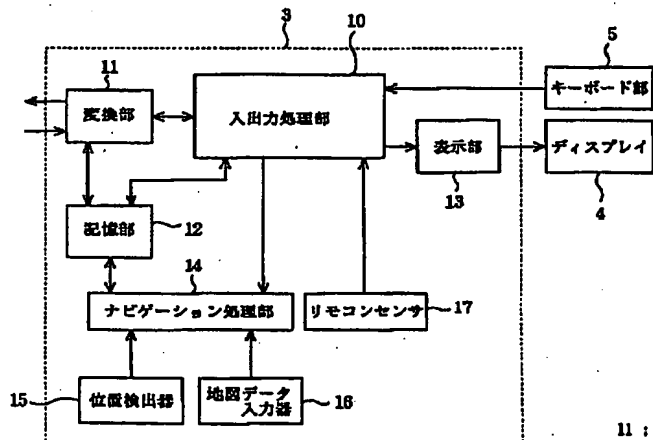 3
10
5
11
キーボード部
変換部
入出力処理部
表示部
ディスプレイ
13
4
記憶部
12
14
ナビゲーション処理部
リモコンセンサ
17
15
位置検出器
地図データ
入力器
16
11 :